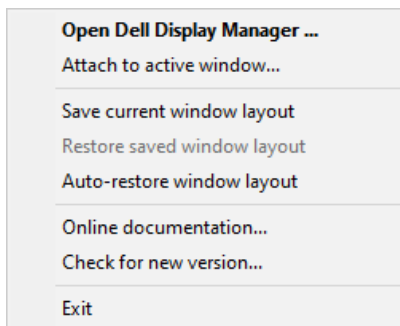 Open Dell Display Manager ...
Attach to active window...
Save current window layout
Restore saved window layout
Auto-restore window layout
Online documentation...
Check for new version...
Exit